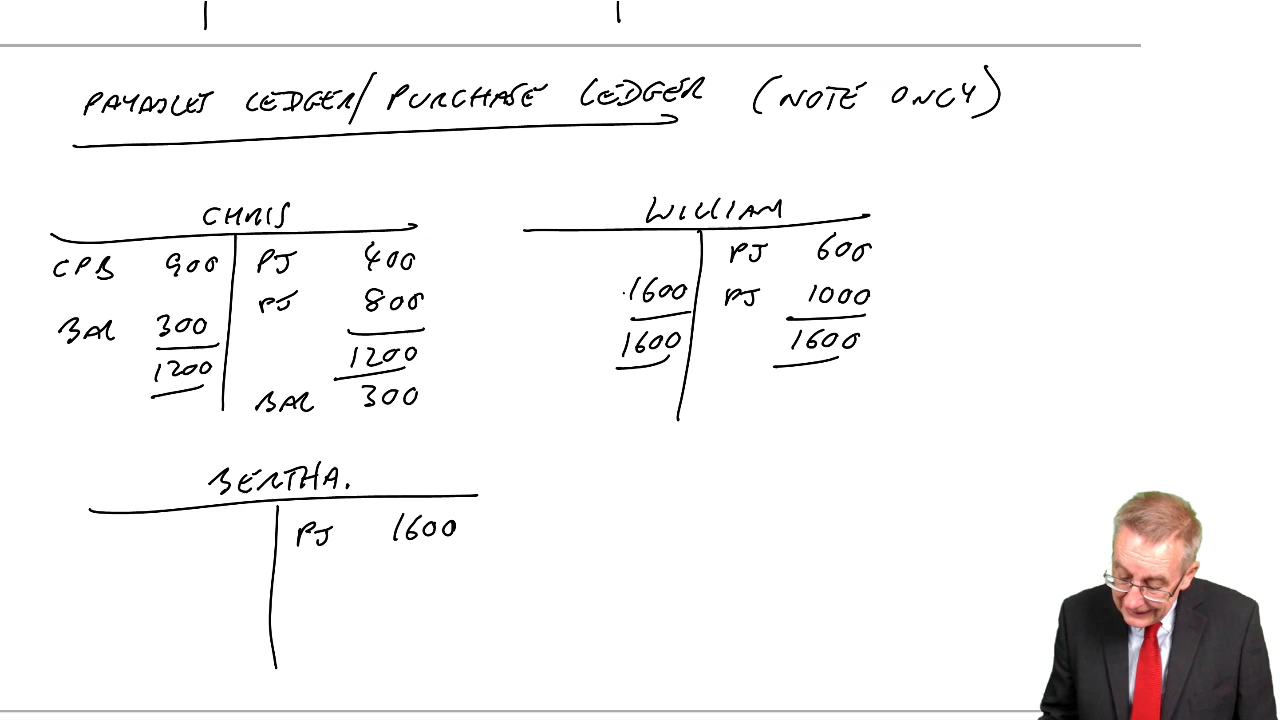 PAYABLES LEDGER/PURCHASE LEDGER (NOTE ONLY)
CHRIS
CPB 900 PJ 400
PJ 800
BAL 300
1200 1200
BAL 300
WILLIAM
PJ 600
1600 PJ 1000
1600 1600
BERTHA.
PJ 1600